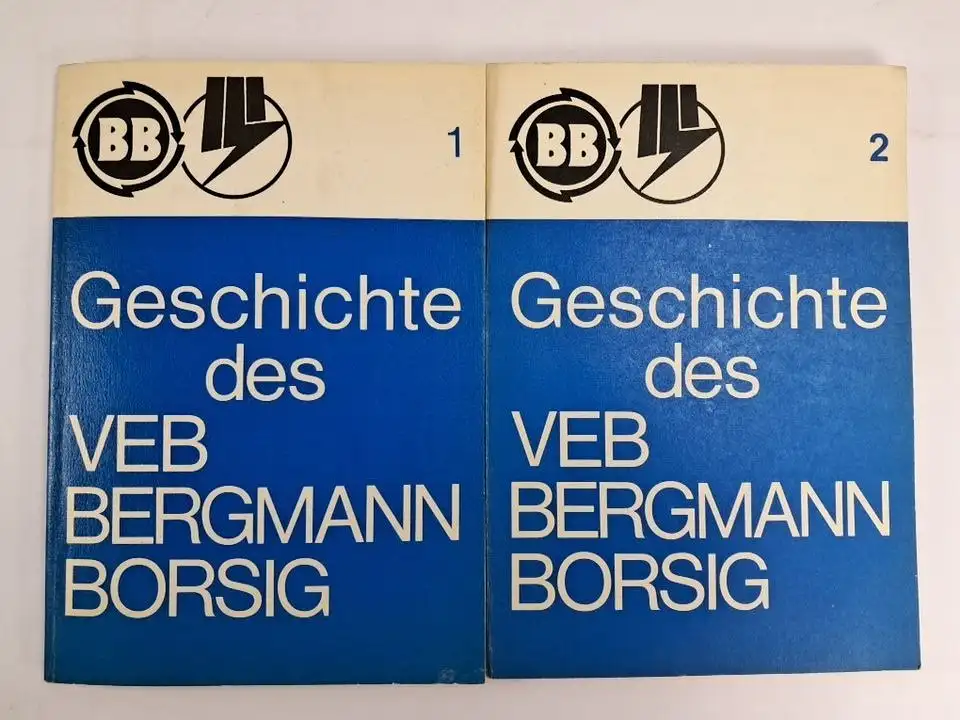 BB
1
Geschichte
des
VEB
BERGMANN
BORSIG
BB
2
Geschichte
des
VEB
BERGMANN
BORSIG